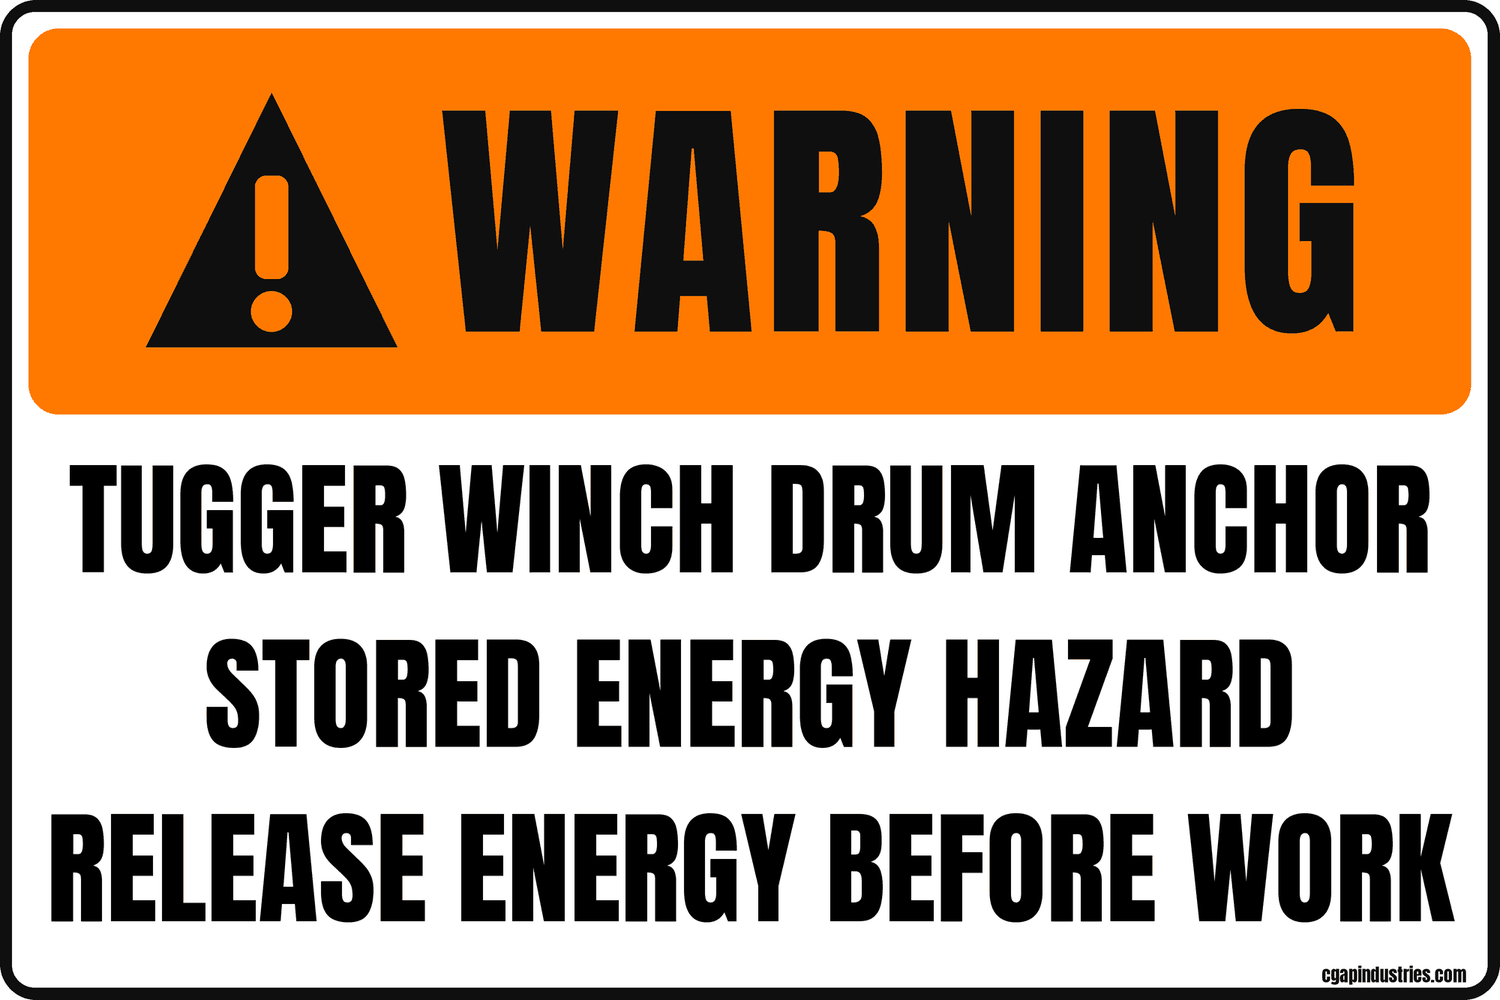 WARNING
TUGGER WINCH DRUM ANCHOR
STORED ENERGY HAZARD
RELEASE ENERGY BEFORE WORK
cgapindustries.com